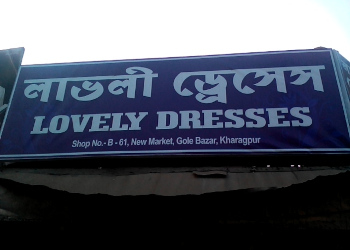 লাভলী ড্রেসেস
LOVELY DRESSES
Shop No.- B - 61, New Market, Gole Bazar, Kharagpur